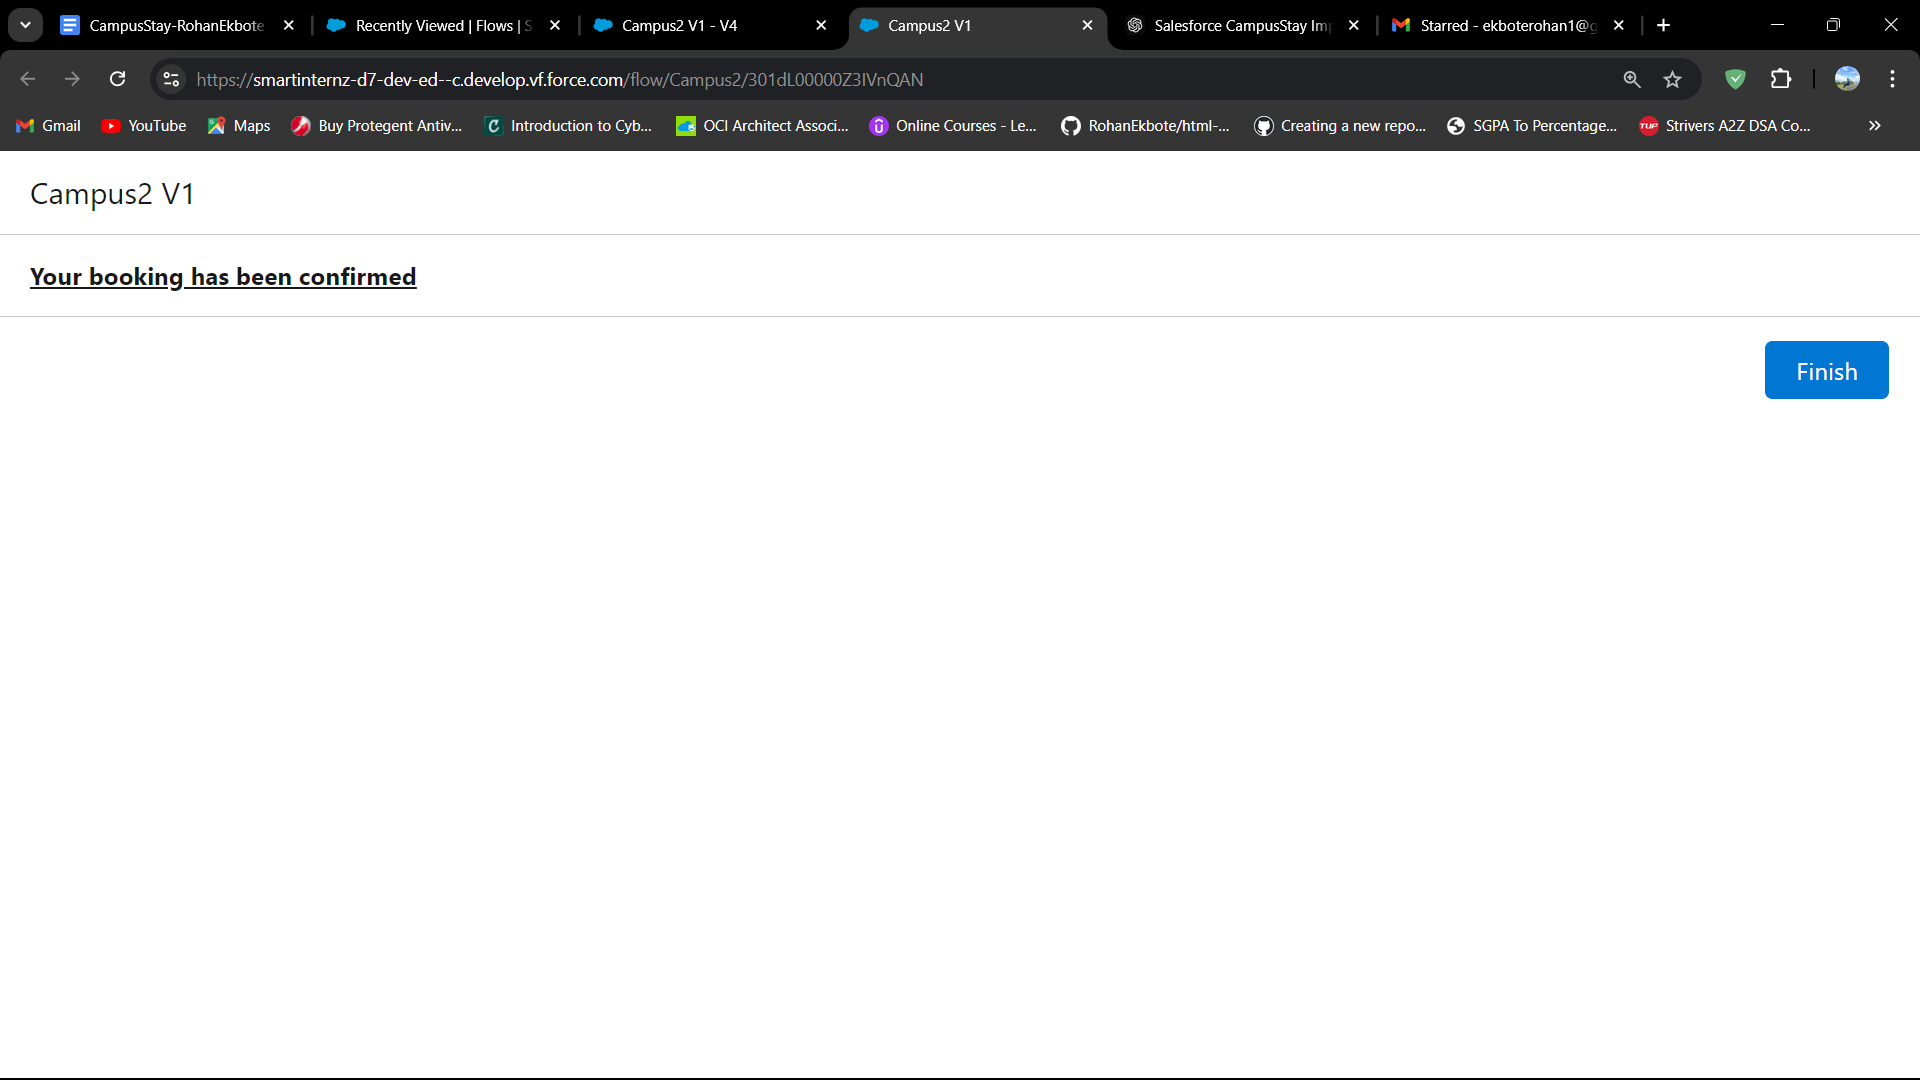 CampusStay-RohanEkbote
Recently Viewed | Flows | S
Campus2 V1 - V4
Campus2 V1
Salesforce CampusStay Im
Starred - ekboterohan1@g
https://smartinternz-d7-dev-ed--c.develop.vf.force.com/flow/Campus2/301dL00000Z3IVnQAN
Gmail
YouTube
Maps
Buy Protegent Antiv...
Introduction to Cyb...
OCI Architect Associ...
Online Courses - Le...
RohanEkbote/html-...
Creating a new repo...
SGPA To Percentage...
TUF
Strivers A2Z DSA Co...
Campus2 V1
Your booking has been confirmed
Finish